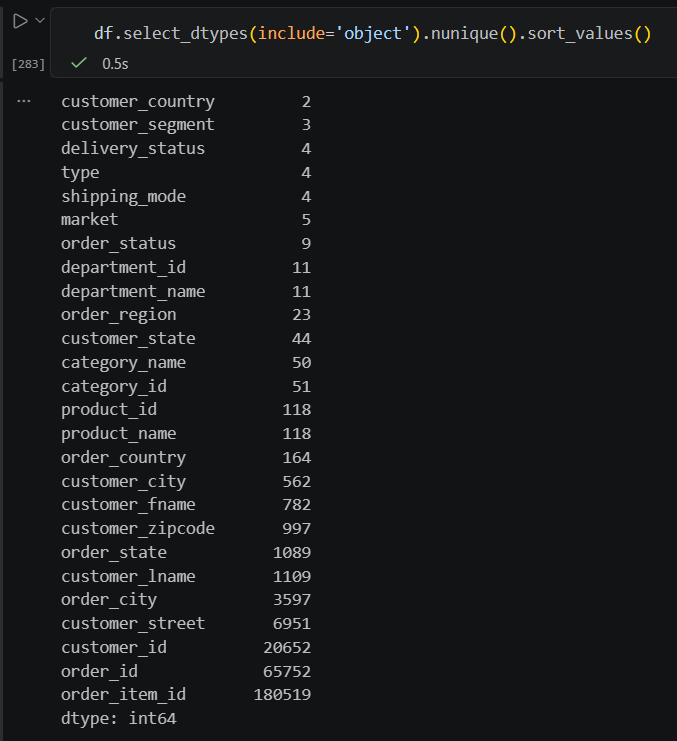 df.select_dtypes(include='object').nunique().sort_values()
[283] 0.5s
... customer_country 2
customer_segment 3
delivery_status 4
type 4
shipping_mode 4
market 5
order_status 9
department_id 11
department_name 11
order_region 23
customer_state 44
category_name 50
category_id 51
product_id 118
product_name 118
order_country 164
customer_city 562
customer_fname 782
customer_zipcode 997
order_state 1089
customer_lname 1109
order_city 3597
customer_street 6951
customer_id 20652
order_id 65752
order_item_id 180519
dtype: int64